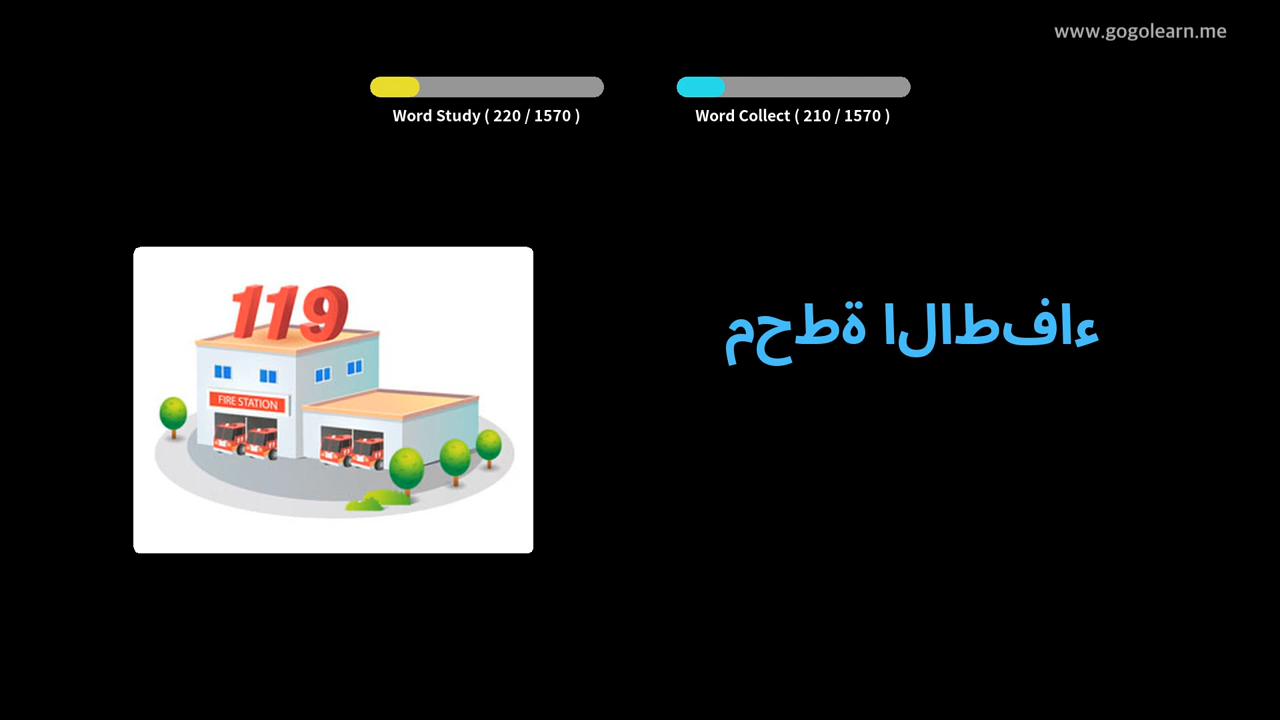 www.gogolearn.me
Word Study ( 220 / 1570 )
Word Collect ( 210 / 1570 )
119
FIRE STATION
محطة الاطفاء